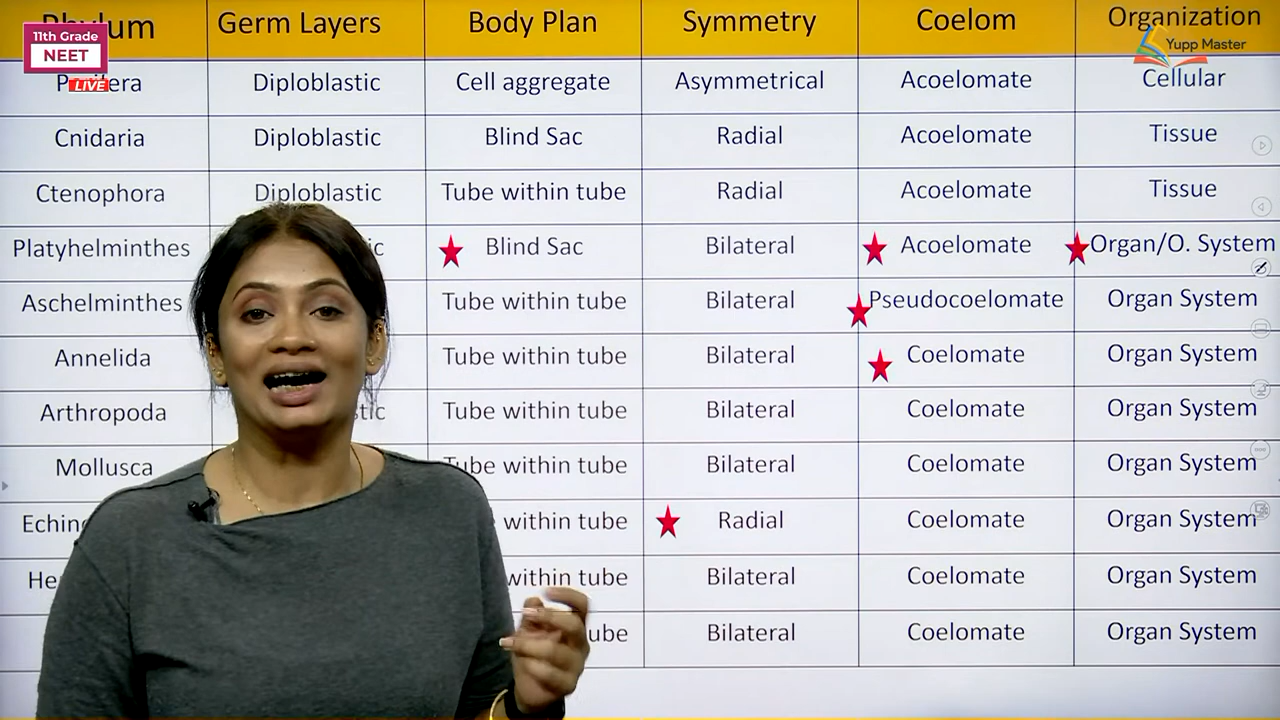 11th Grade
NEET
LIVE
Yupp Master
Phylum Germ Layers Body Plan Symmetry Coelom Organization
Porifera Diploblastic Cell aggregate Asymmetrical Acoelomate Cellular
Cnidaria Diploblastic Blind Sac Radial Acoelomate Tissue
Ctenophora Diploblastic Tube within tube Radial Acoelomate Tissue
Platyhelminthes Blind Sac Bilateral Acoelomate Organ/O. System
Aschelminthes Tube within tube Bilateral Pseudocoelomate Organ System
Annelida Tube within tube Bilateral Coelomate Organ System
Arthropoda Tube within tube Bilateral Coelomate Organ System
Mollusca Tube within tube Bilateral Coelomate Organ System
within tube Radial Coelomate Organ System
within tube Bilateral Coelomate Organ System
Bilateral Coelomate Organ System